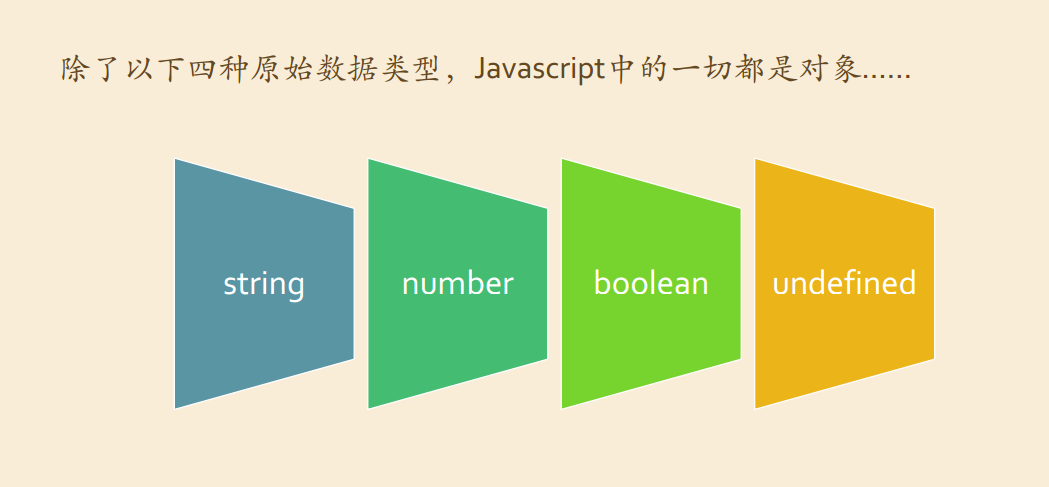 除了以下四种原始数据类型，Javascript中的一切都是对象......
string
number
boolean
undefined